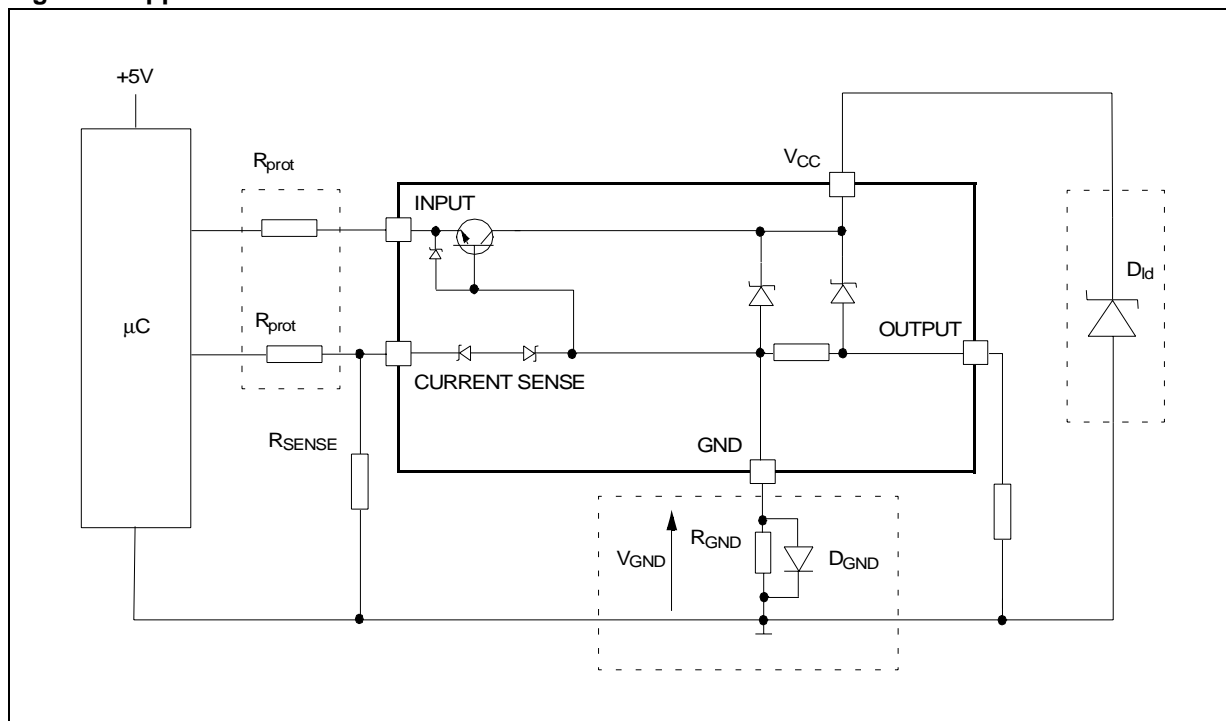 +5V
Rprot
VCC
INPUT
Dld
μC
Rprot
OUTPUT
CURRENT SENSE
RSENSE
GND
RGND
VGND
DGND